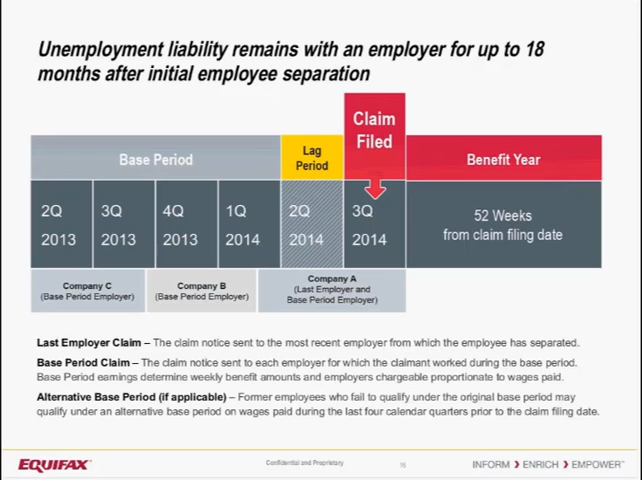 Unemployment liability remains with an employer for up to 18
months after initial employee separation
Claim
Filed
Base Period
Lag
Period
Benefit Year
2Q
2013
3Q
2013
4Q
2013
1Q
2014
2Q
2014
3Q
2014
52 Weeks
from claim filing date
Company C
(Base Period Employer)
Company B
(Base Period Employer)
Company A
(Last Employer and
Base Period Employer)
Last Employer Claim – The claim notice sent to the most recent employer from which the employee has separated.
Base Period Claim – The claim notice sent to each employer for which the claimant worked during the base period.
Base Period earnings determine weekly benefit amounts and employers chargeable proportionate to wages paid.
Alternative Base Period (if applicable) – Former employees who fail to qualify under the original base period may
qualify under an alternative base period on wages paid during the last four calendar quarters prior to the claim filing date.
EQUIFAX
Confidential and Proprietary
16
INFORM ❯ ENRICH ❯ EMPOWER™